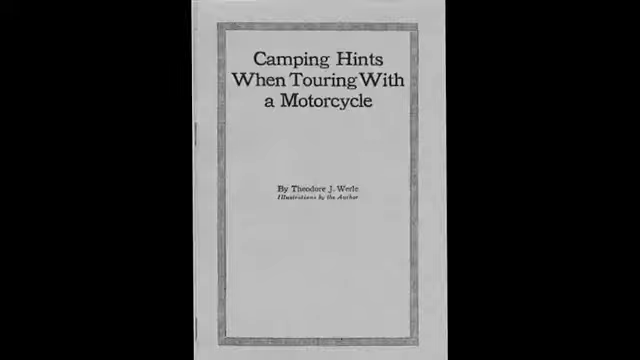 Camping Hints
When Touring With
a Motorcycle
By Theodore J. Werle
Illustrations by the Author